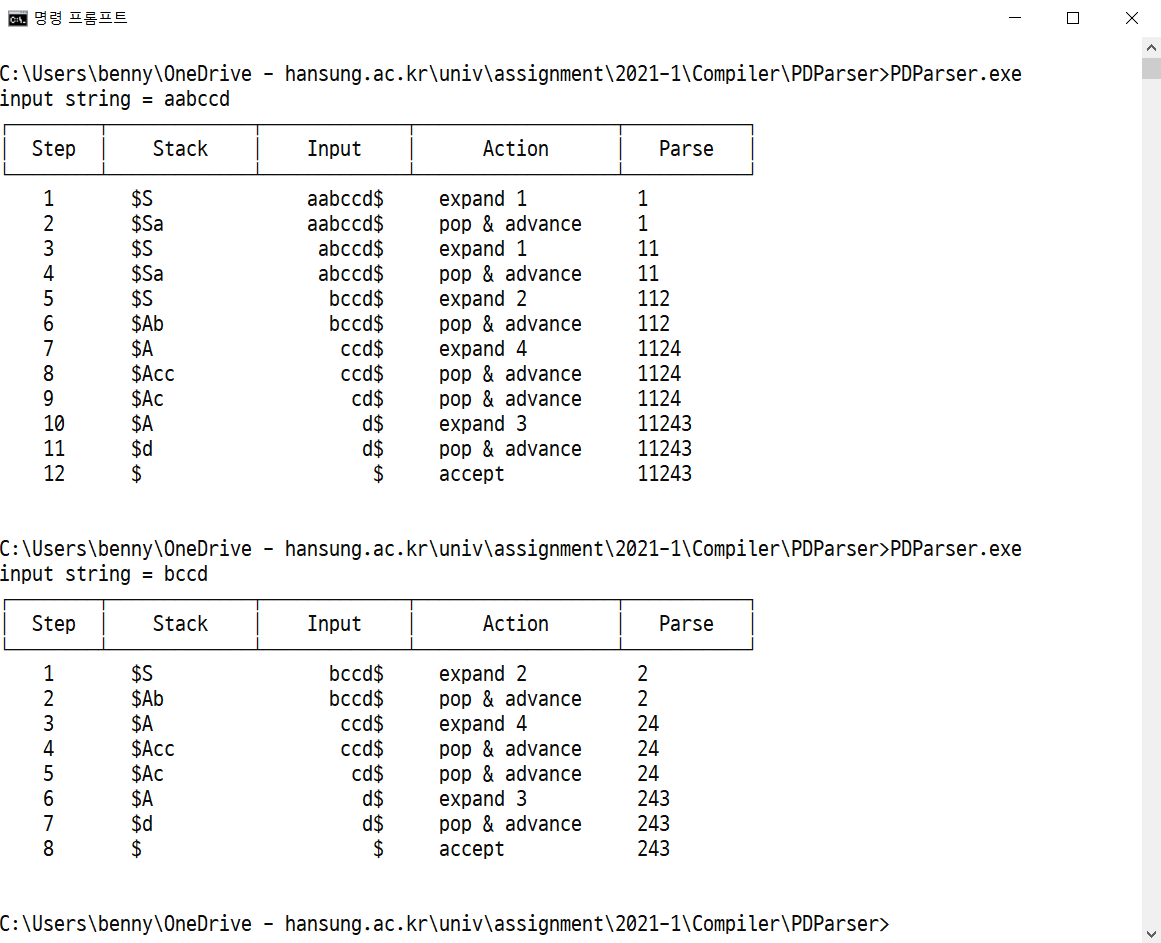 명령 프롬프트
C:\Users\benny\OneDrive - hansung.ac.kr\univ\assignment\2021-1\Compiler\PDParser>PDParser.exe
input string = aabccd
Step Stack Input Action Parse
1 $S aabccd$ expand 1 1
2 $Sa aabccd$ pop & advance 1
3 $S abccd$ expand 1 11
4 $Sa abccd$ pop & advance 11
5 $S bccd$ expand 2 112
6 $Ab bccd$ pop & advance 112
7 $A ccd$ expand 4 1124
8 $Acc ccd$ pop & advance 1124
9 $Ac cd$ pop & advance 1124
10 $A d$ expand 3 11243
11 $d d$ pop & advance 11243
12 $ $ accept 11243
C:\Users\benny\OneDrive - hansung.ac.kr\univ\assignment\2021-1\Compiler\PDParser>PDParser.exe
input string = bccd
Step Stack Input Action Parse
1 $S bccd$ expand 2 2
2 $Ab bccd$ pop & advance 2
3 $A ccd$ expand 4 24
4 $Acc ccd$ pop & advance 24
5 $Ac cd$ pop & advance 24
6 $A d$ expand 3 243
7 $d d$ pop & advance 243
8 $ $ accept 243
C:\Users\benny\OneDrive - hansung.ac.kr\univ\assignment\2021-1\Compiler\PDParser>